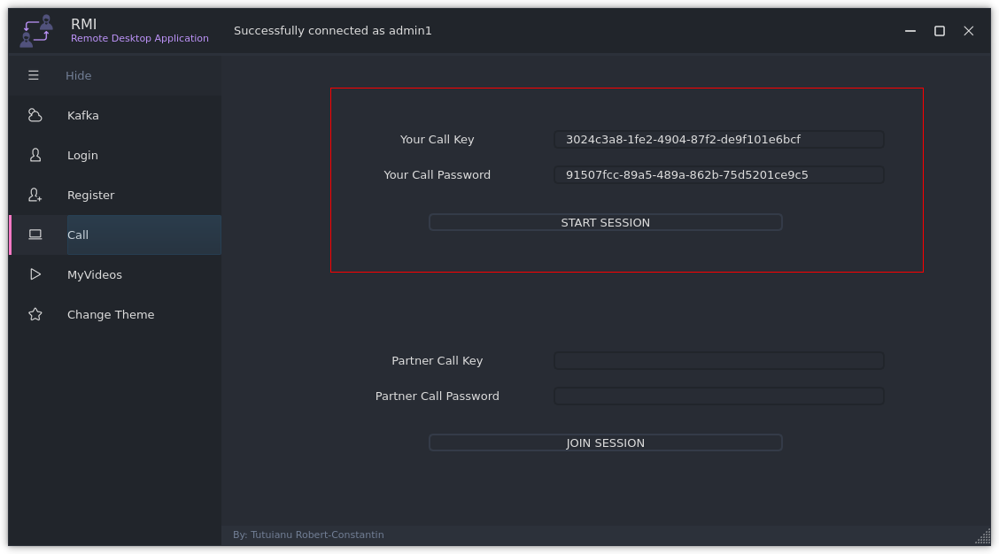 RMI
Remote Desktop Application
Successfully connected as admin1
Hide
Kafka
Login
Register
Call
MyVideos
Change Theme
Your Call Key 3024c3a8-1fe2-4904-87f2-de9f101e6bcf
Your Call Password 91507fcc-89a5-489a-862b-75d5201ce9c5
START SESSION
Partner Call Key
Partner Call Password
JOIN SESSION
By: Tutuianu Robert-Constantin